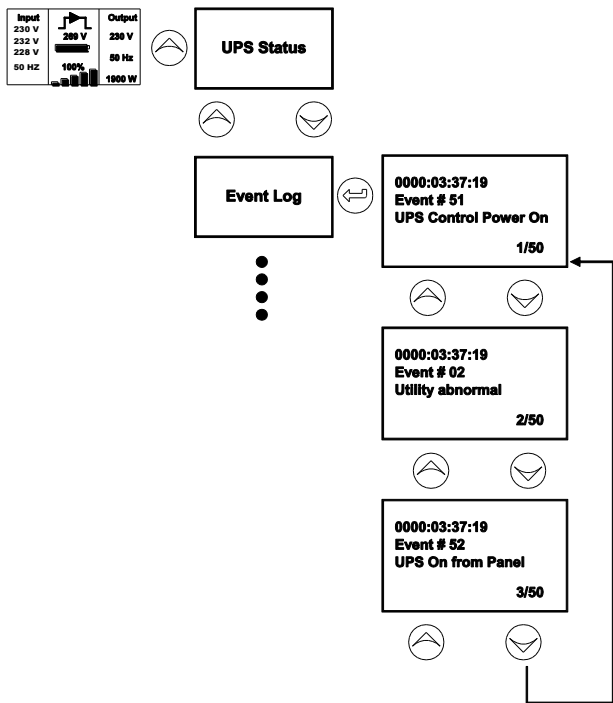 Input
230 V
232 V
228 V
50 HZ
269 V
100%
Output
230 V
50 Hz
1900 W
UPS Status
Event Log
0000:03:37:19
Event # 51
UPS Control Power On
1/50
0000:03:37:19
Event # 02
Utility abnormal
2/50
0000:03:37:19
Event # 52
UPS On from Panel
3/50